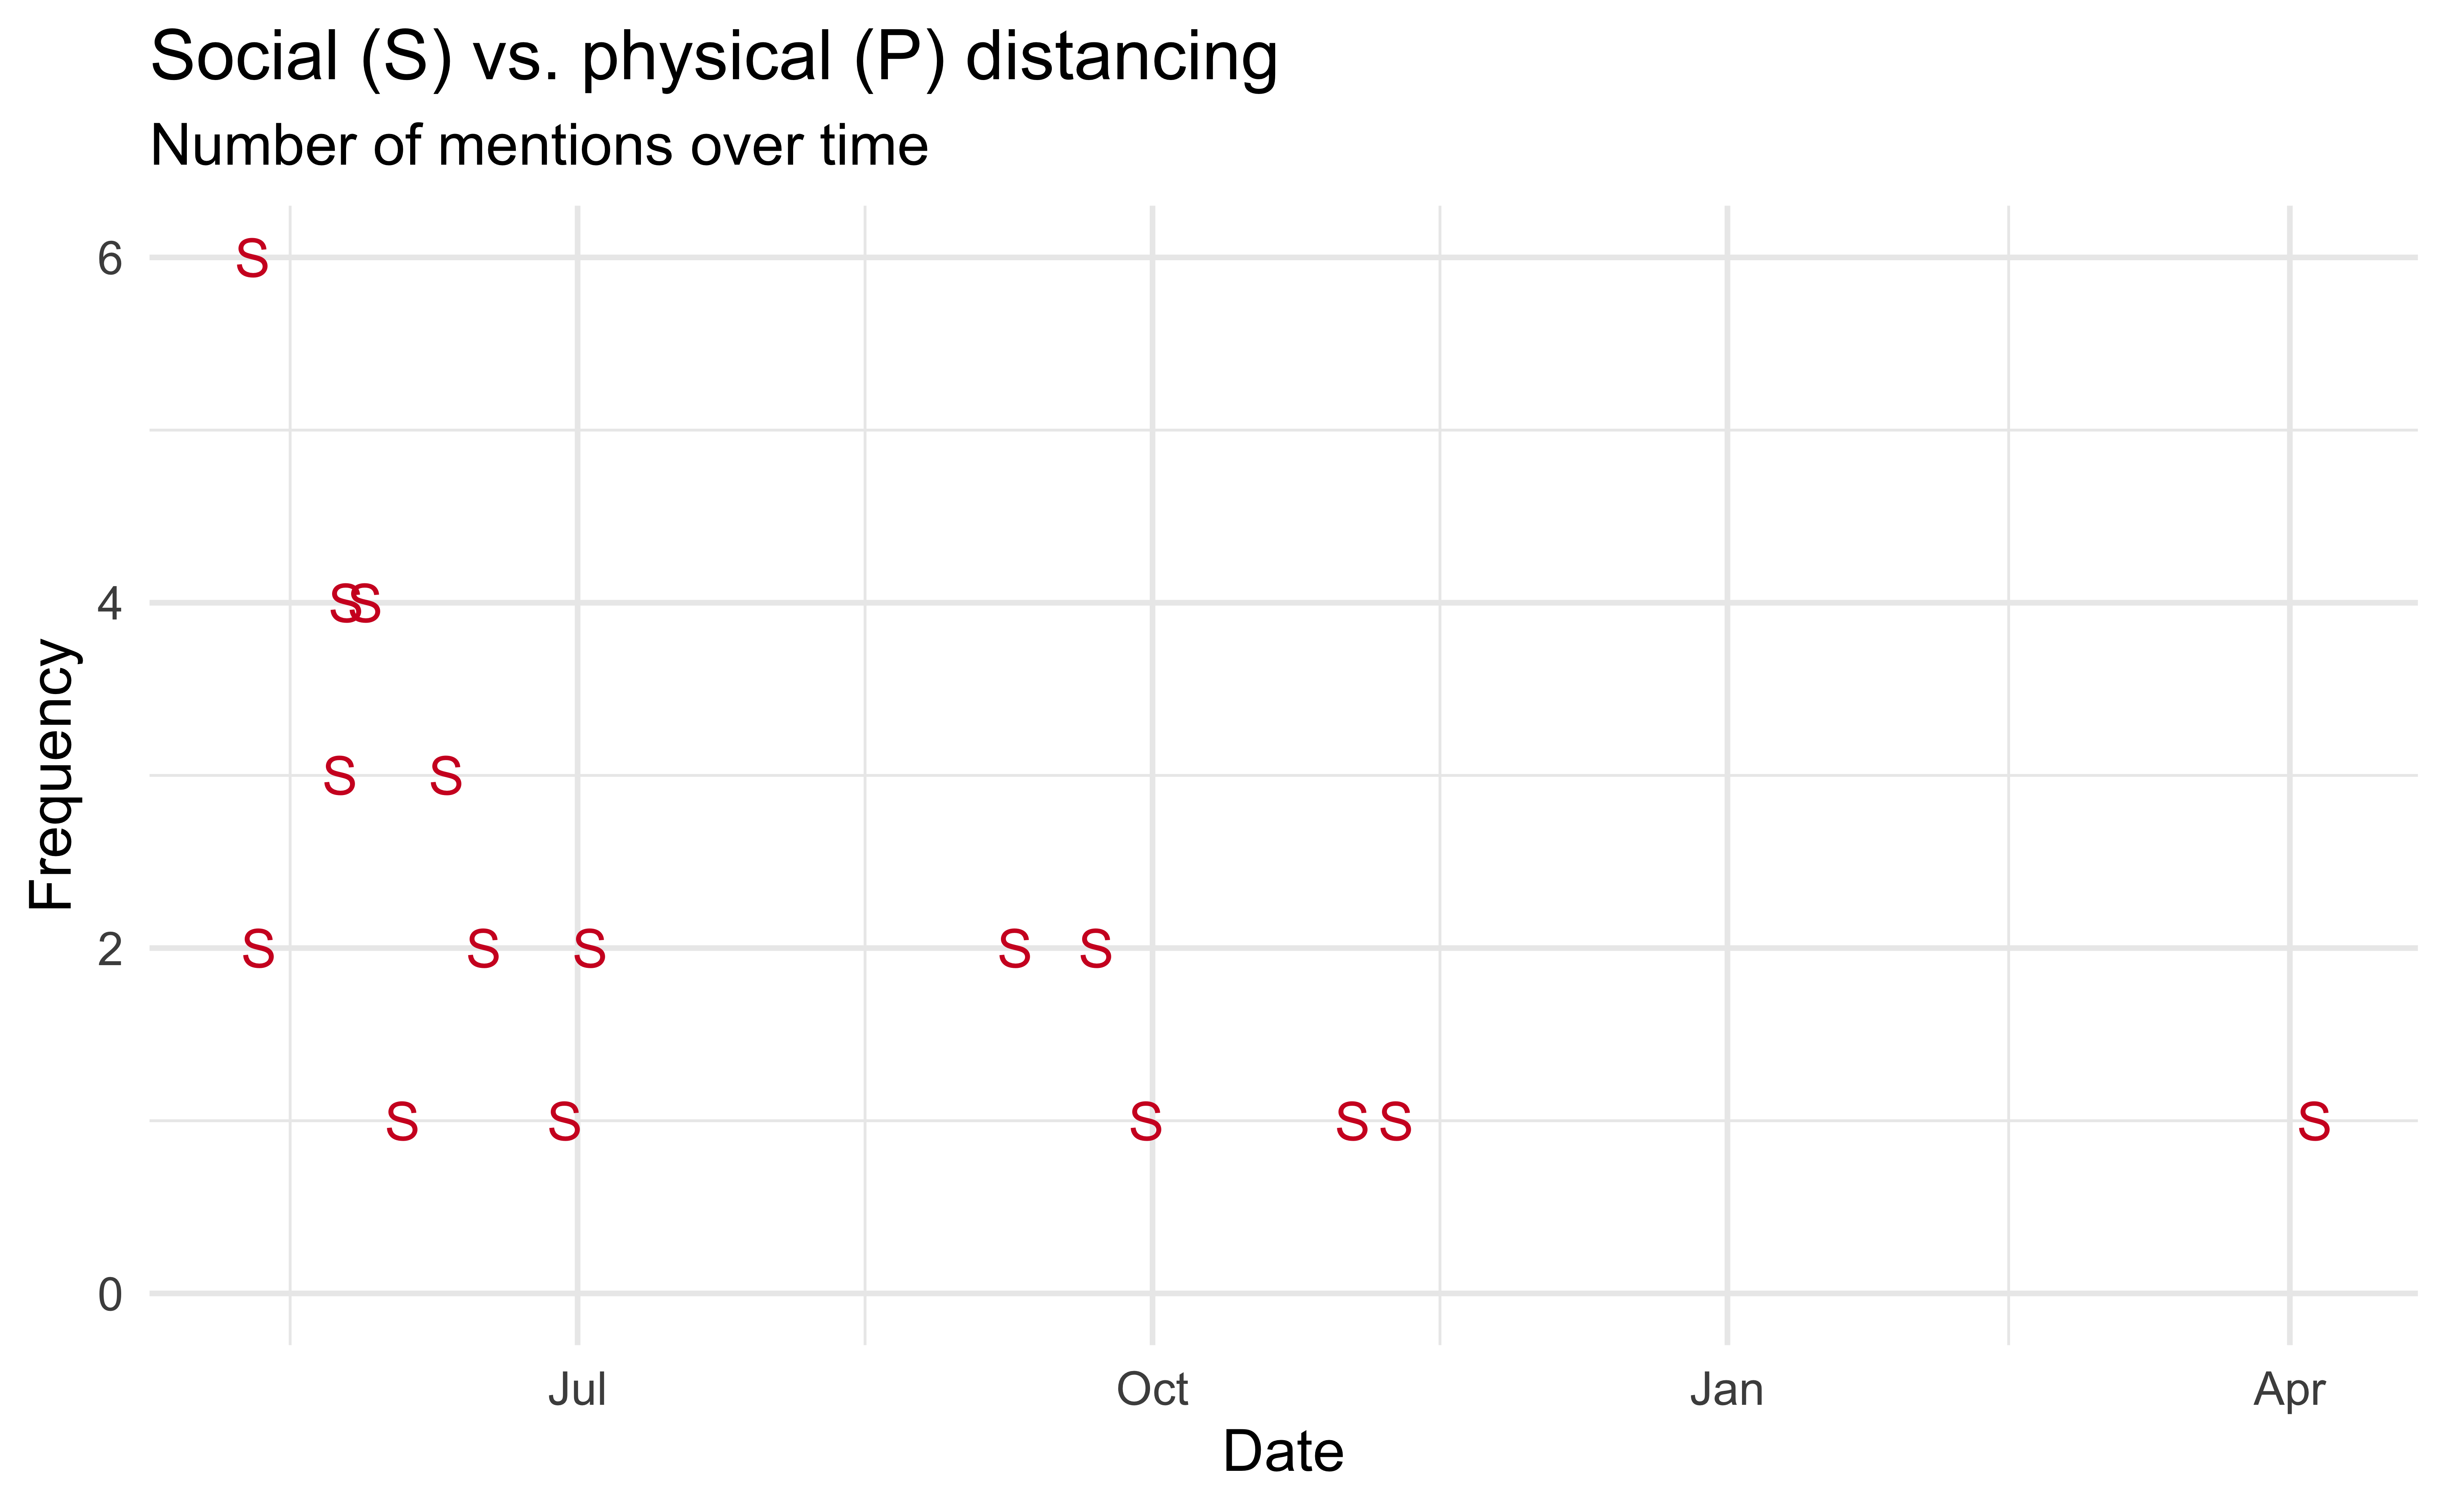 Social (S) vs. physical (P) distancing
Number of mentions over time
6
S
4
S S
S S
Frequency
2
S S S S S
S S S S S S
0
Jul Oct Jan Apr
Date